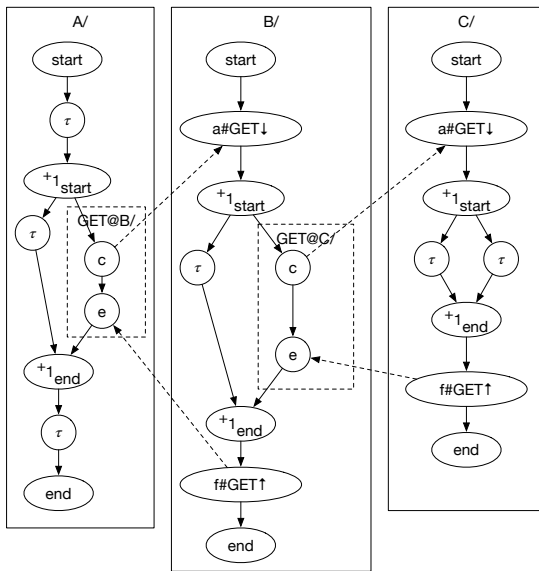 A/
start
τ
+1start
τ
GET@B/
c
e
+1end
τ
end
B/
start
a#GET↓
+1start
τ
GET@C/
c
e
+1end
f#GET↑
end
C/
start
a#GET↓
+1start
τ
τ
+1end
f#GET↑
end